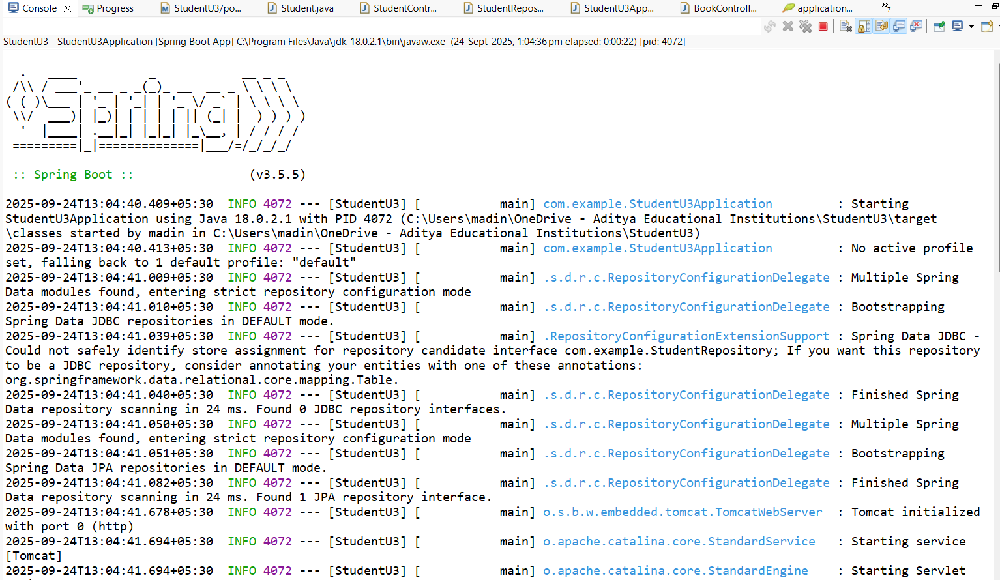 Console
Progress
StudentU3/po...
Student.java
StudentContr...
StudentRepos...
StudentU3App...
BookControll...
application...
»7
StudentU3 - StudentU3Application [Spring Boot App] C:\Program Files\Java\jdk-18.0.2.1\bin\javaw.exe (24-Sept-2025, 1:04:36 pm elapsed: 0:00:22) [pid: 4072]
  .   ____          _            __ _ _
 /\\ / ___'_ __ _ _(_)_ __  __ _ \ \ \ \
( ( )\___ | '_ | '_| | '_ \/ _` | \ \ \ \
 \\/  ___)| |_)| | | | | || (_| |  ) ) ) )
  '  |____| .__|_| |_|_| |_\__, | / / / /
 =========|_|==============|___/=/_/_/_/
 :: Spring Boot ::                (v3.5.5)
2025-09-24T13:04:40.409+05:30  INFO 4072 --- [StudentU3] [           main] com.example.StudentU3Application         : Starting
StudentU3Application using Java 18.0.2.1 with PID 4072 (C:\Users\madin\OneDrive - Aditya Educational Institutions\StudentU3\target
\classes started by madin in C:\Users\madin\OneDrive - Aditya Educational Institutions\StudentU3)
2025-09-24T13:04:40.413+05:30  INFO 4072 --- [StudentU3] [           main] com.example.StudentU3Application         : No active profile
set, falling back to 1 default profile: "default"
2025-09-24T13:04:41.009+05:30  INFO 4072 --- [StudentU3] [           main] .s.d.r.c.RepositoryConfigurationDelegate : Multiple Spring
Data modules found, entering strict repository configuration mode
2025-09-24T13:04:41.010+05:30  INFO 4072 --- [StudentU3] [           main] .s.d.r.c.RepositoryConfigurationDelegate : Bootstrapping
Spring Data JDBC repositories in DEFAULT mode.
2025-09-24T13:04:41.039+05:30  INFO 4072 --- [StudentU3] [           main] .RepositoryConfigurationExtensionSupport : Spring Data JDBC -
Could not safely identify store assignment for repository candidate interface com.example.StudentRepository; If you want this repository
to be a JDBC repository, consider annotating your entities with one of these annotations:
org.springframework.data.relational.core.mapping.Table.
2025-09-24T13:04:41.040+05:30  INFO 4072 --- [StudentU3] [           main] .s.d.r.c.RepositoryConfigurationDelegate : Finished Spring
Data repository scanning in 24 ms. Found 0 JDBC repository interfaces.
2025-09-24T13:04:41.050+05:30  INFO 4072 --- [StudentU3] [           main] .s.d.r.c.RepositoryConfigurationDelegate : Multiple Spring
Data modules found, entering strict repository configuration mode
2025-09-24T13:04:41.051+05:30  INFO 4072 --- [StudentU3] [           main] .s.d.r.c.RepositoryConfigurationDelegate : Bootstrapping
Spring Data JPA repositories in DEFAULT mode.
2025-09-24T13:04:41.082+05:30  INFO 4072 --- [StudentU3] [           main] .s.d.r.c.RepositoryConfigurationDelegate : Finished Spring
Data repository scanning in 24 ms. Found 1 JPA repository interface.
2025-09-24T13:04:41.678+05:30  INFO 4072 --- [StudentU3] [           main] o.s.b.w.embedded.tomcat.TomcatWebServer  : Tomcat initialized
with port 0 (http)
2025-09-24T13:04:41.694+05:30  INFO 4072 --- [StudentU3] [           main] o.apache.catalina.core.StandardService   : Starting service
[Tomcat]
2025-09-24T13:04:41.694+05:30  INFO 4072 --- [StudentU3] [           main] o.apache.catalina.core.StandardEngine    : Starting Servlet